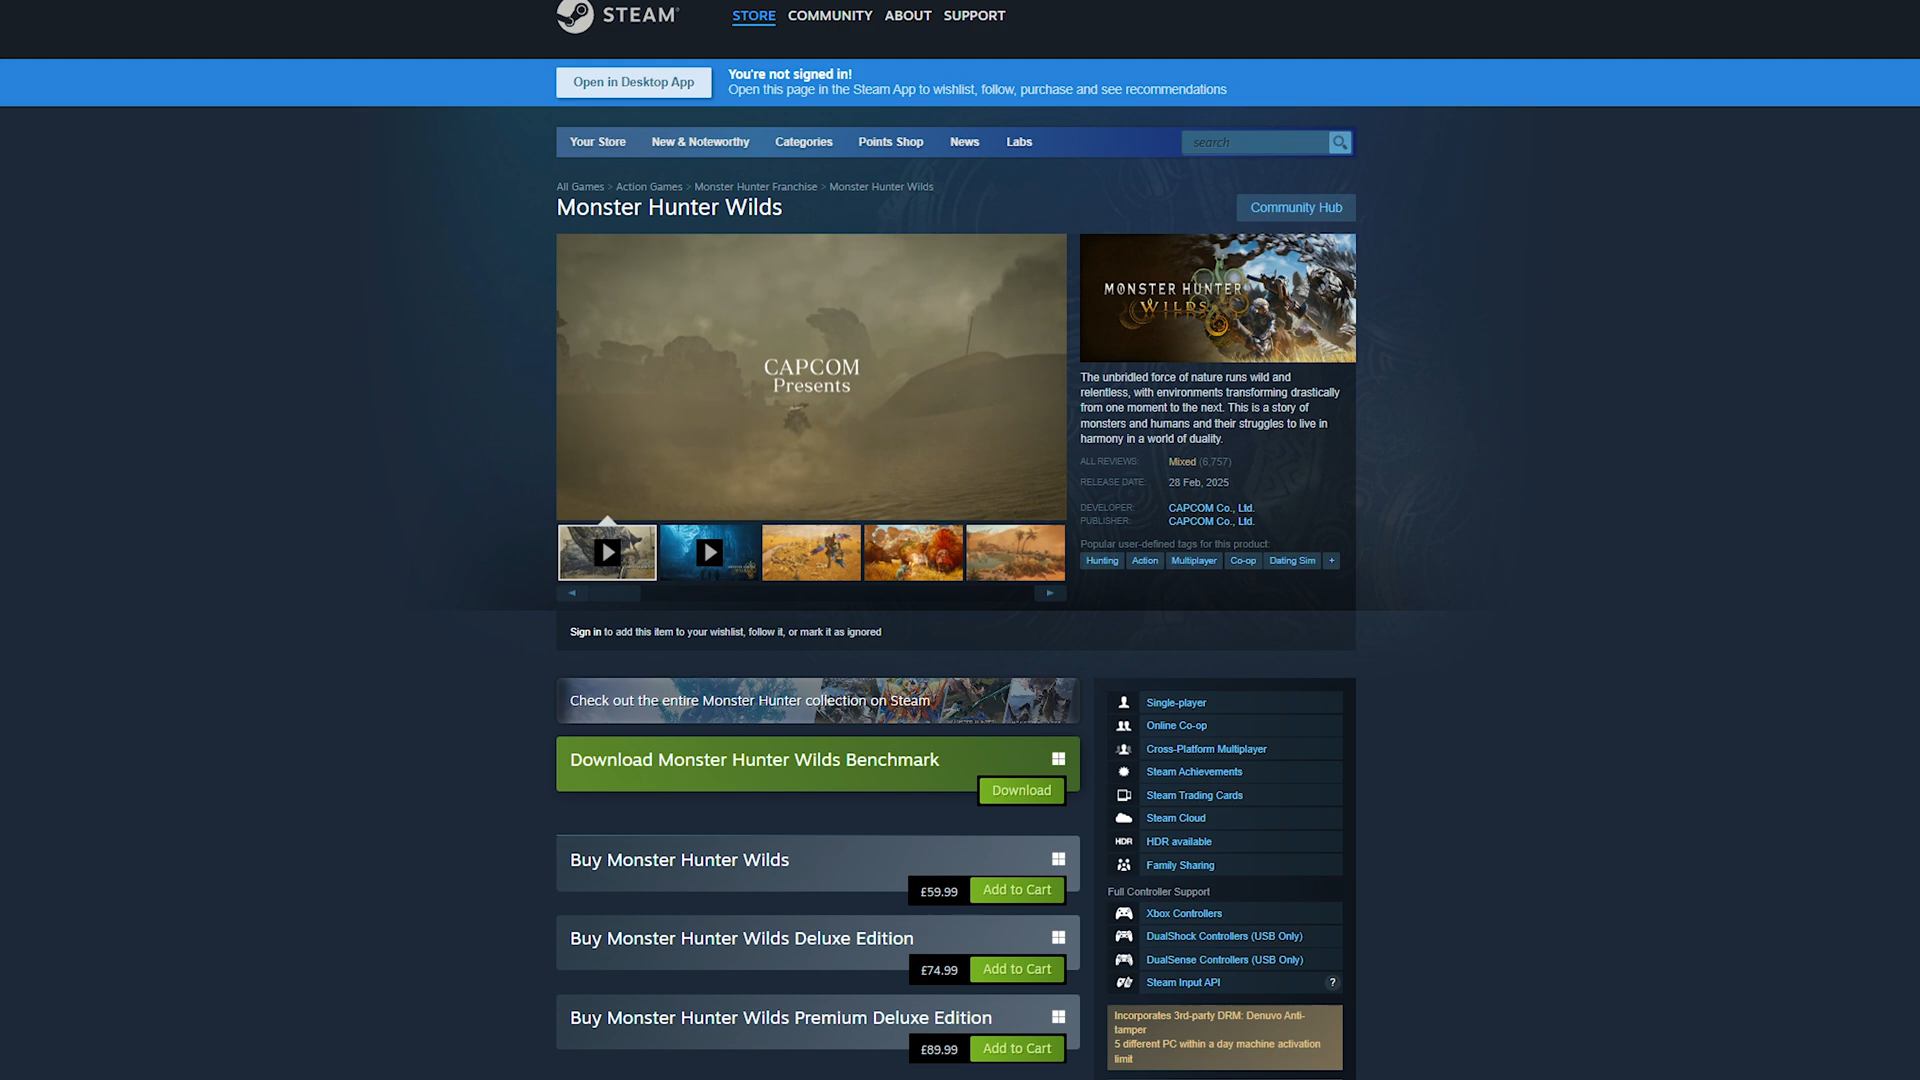 STEAM
STORE
COMMUNITY
ABOUT
SUPPORT
Open in Desktop App
You're not signed in!
Open this page in the Steam App to wishlist, follow, purchase and see recommendations
Your Store
New & Noteworthy
Categories
Points Shop
News
Labs
search
All Games > Action Games > Monster Hunter Franchise > Monster Hunter Wilds
Monster Hunter Wilds
Community Hub
CAPCOM
Presents
MONSTER HUNTER
WILDS
The unbridled force of nature runs wild and
relentless, with environments transforming drastically
from one moment to the next. This is a story of
monsters and humans and their struggles to live in
harmony in a world of duality.
ALL REVIEWS: Mixed (6,757)
RELEASE DATE: 28 Feb, 2025
DEVELOPER: CAPCOM Co., Ltd.
PUBLISHER: CAPCOM Co., Ltd.
Popular user-defined tags for this product:
Hunting
Action
Multiplayer
Co-op
Dating Sim
+
Sign in to add this item to your wishlist, follow it, or mark it as ignored
Check out the entire Monster Hunter collection on Steam
Download Monster Hunter Wilds Benchmark
Download
Buy Monster Hunter Wilds
£59.99
Add to Cart
Buy Monster Hunter Wilds Deluxe Edition
£74.99
Add to Cart
Buy Monster Hunter Wilds Premium Deluxe Edition
£89.99
Add to Cart
Single-player
Online Co-op
Cross-Platform Multiplayer
Steam Achievements
Steam Trading Cards
Steam Cloud
HDR HDR available
Family Sharing
Full Controller Support
Xbox Controllers
DualShock Controllers (USB Only)
DualSense Controllers (USB Only)
Steam Input API
?
Incorporates 3rd-party DRM: Denuvo Anti-
tamper
5 different PC within a day machine activation
limit